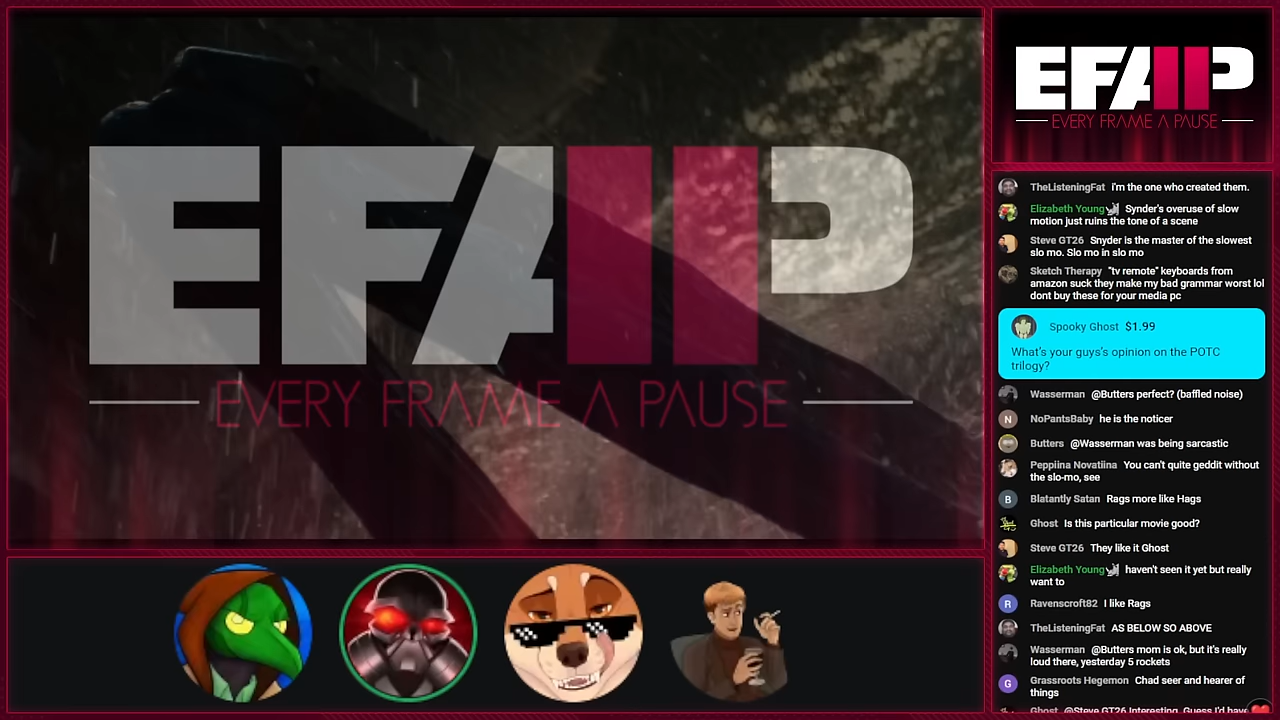 EFAP
EVERY FRAME A PAUSE
EFAP
EVERY FRAME A PAUSE
TheListeningFat I'm the one who created them.
Elizabeth Young Synder's overuse of slow
motion just ruins the tone of a scene
Steve GT26 Snyder is the master of the slowest
slo mo. Slo mo in slo mo
Sketch Therapy "tv remote" keyboards from
amazon suck they make my bad grammar worst lol
dont buy these for your media pc
Spooky Ghost $1.99
What's your guys's opinion on the POTC
trilogy?
Wasserman @Butters perfect? (baffled noise)
N NoPantsBaby he is the noticer
Butters @Wasserman was being sarcastic
Peppiina Novatiina You can't quite geddit without
the slo-mo, see
B Blatantly Satan Rags more like Hags
Ghost Is this particular movie good?
Steve GT26 They like it Ghost
Elizabeth Young haven't seen it yet but really
want to
R Ravenscroft82 I like Rags
TheListeningFat AS BELOW SO ABOVE
Wasserman @Butters mom is ok, but it's really
loud there, yesterday 5 rockets
G Grassroots Hegemon Chad seer and hearer of
things
Ghost @Steve GT26 Interesting. Guess I'd have